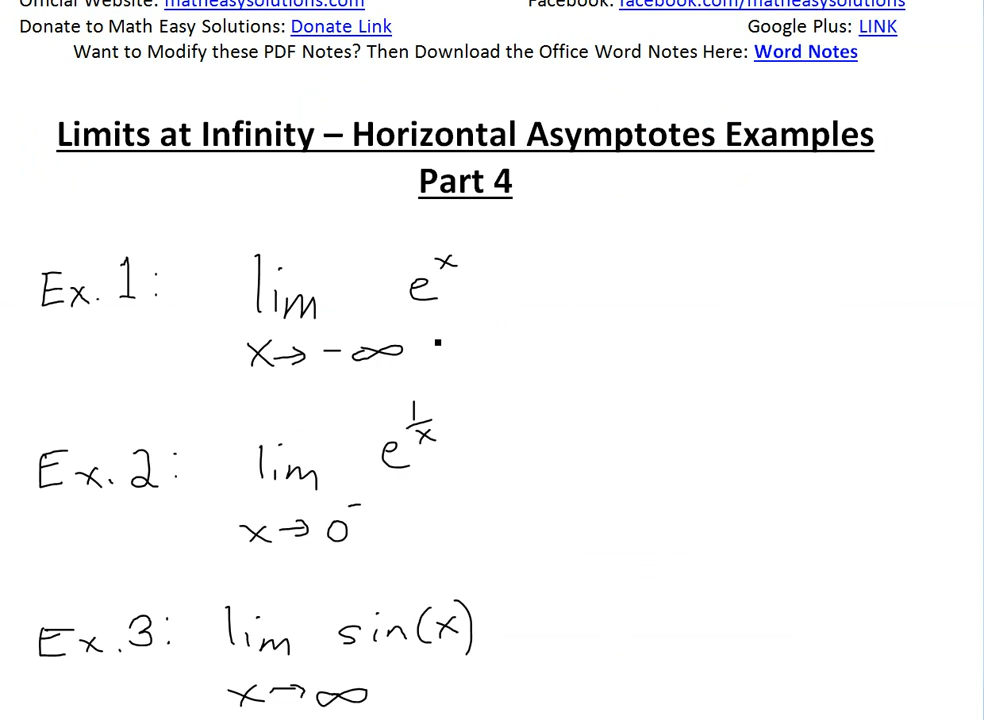 Official Website: matheasysolutions.com Facebook: facebook.com/matheasysolutions
Donate to Math Easy Solutions: Donate Link Google Plus: LINK
Want to Modify these PDF Notes? Then Download the Office Word Notes Here: Word Notes
Limits at Infinity – Horizontal Asymptotes Examples
Part 4
Ex. 1: lim e^x
x→ -∞
Ex. 2: lim e^(1/x)
x→ 0⁻
Ex. 3: lim sin(x)
x→∞